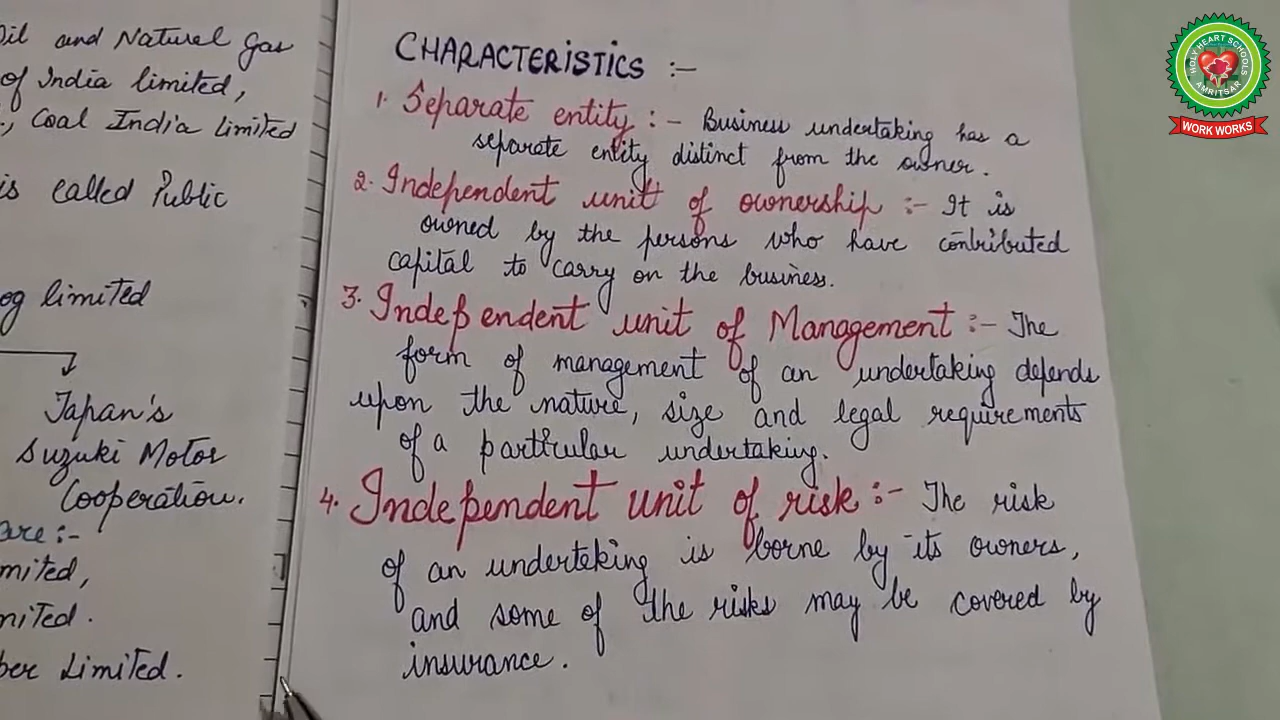 Oil and Natural Gas
of India limited,
Coal India Limited
is called Public
og limited
Japan's
Suzuki Motor
Cooperation.
are :-
mited,
mited.
ber Limited.
CHARACTERISTICS :-
1. Separate entity :- Business undertaking has a
separate entity distinct from the owner.
2. Independent unit of ownership :- It is
owned by the persons who have contributed
capital to carry on the business.
3. Independent unit of Management :- The
form of management of an undertaking depends
upon the nature, size and legal requirements
of a particular undertaking.
4. Independent unit of risk :- The risk
of an undertaking is borne by its owners,
and some of the risks may be covered by
insurance.
HOLY HEART SCHOOLS
AMRITSAR
WORK WORKS